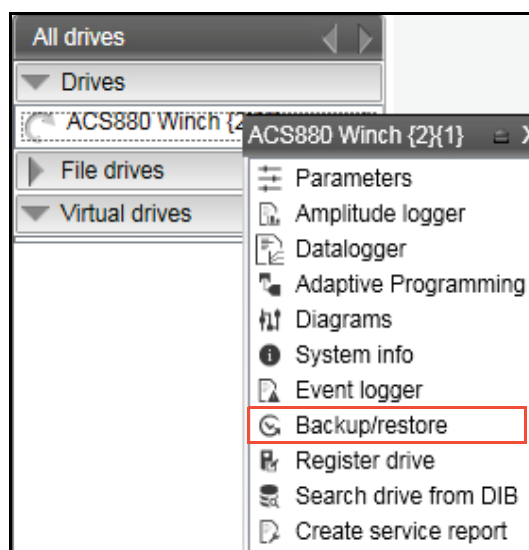 All drives
Drives
ACS880 Winch {2
File drives
Virtual drives
ACS880 Winch {2}{1}
Parameters
Amplitude logger
Datalogger
Adaptive Programming
Diagrams
System info
Event logger
Backup/restore
Register drive
Search drive from DIB
Create service report